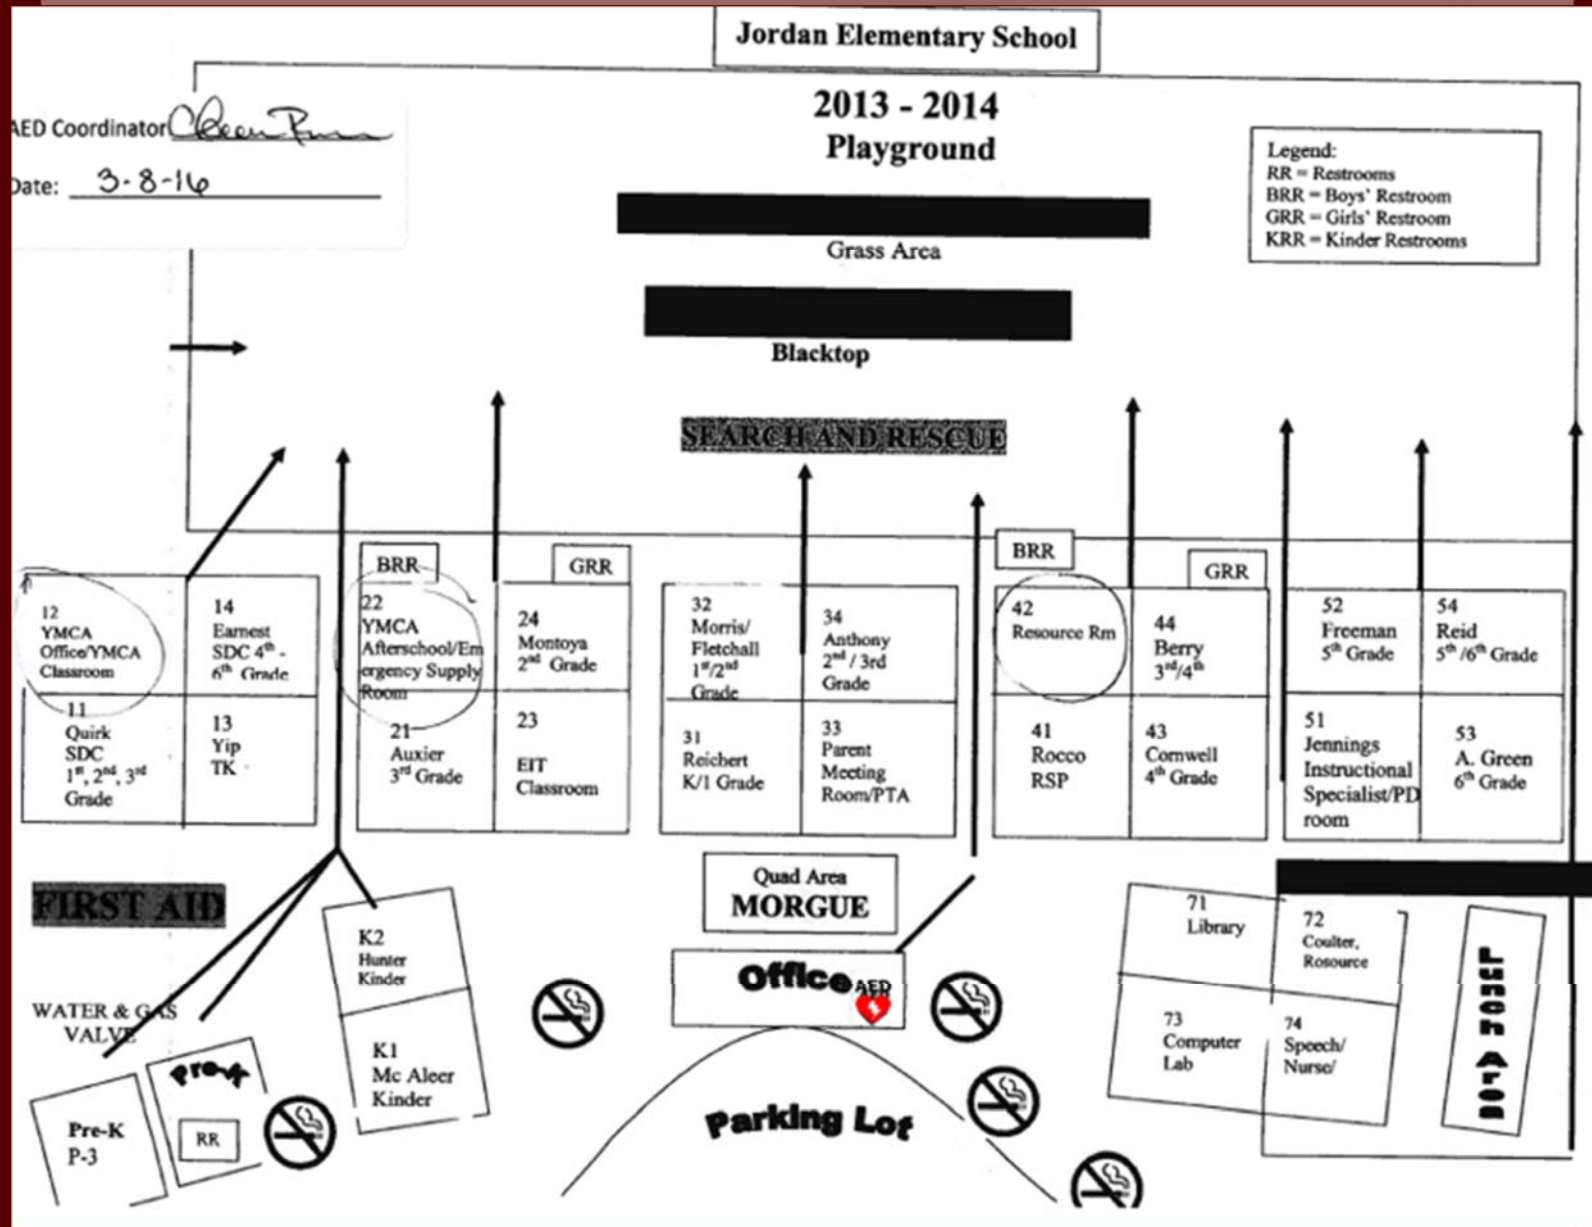 Jordan Elementary School
AED Coordinator
Date: 3-8-16
2013 - 2014
Playground
Legend:
RR = Restrooms
BRR = Boys' Restroom
GRR = Girls' Restroom
KRR = Kinder Restrooms
Grass Area
Blacktop
SEARCH AND RESCUE
BRR
GRR
BRR
GRR
12
YMCA
Office/YMCA
Classroom
14
Earnest
SDC 4th -
6th Grade
11
Quirk
SDC
1st, 2nd, 3rd
Grade
13
Yip
TK
22
YMCA
Afterschool/Em
ergency Supply
Room
24
Montoya
2nd Grade
21
Auxier
3rd Grade
23
EIT
Classroom
32
Morris/
Fletchall
1st/2nd
Grade
34
Anthony
2nd / 3rd
Grade
31
Reichert
K/1 Grade
33
Parent
Meeting
Room/PTA
42
Resource Rm
44
Berry
3rd/4th
41
Rocco
RSP
43
Cornwell
4th Grade
52
Freeman
5th Grade
54
Reid
5th/6th Grade
51
Jennings
Instructional
Specialist/PD
room
53
A. Green
6th Grade
FIRST AID
Quad Area
MORGUE
K2
Hunter
Kinder
K1
Mc Aleer
Kinder
WATER & GAS
VALVE
Pre-K
RR
Pre-K
P-3
Office
AED
Parking Lot
71
Library
72
Coulter,
Rosource
73
Computer
Lab
74
Speech/
Nurse/
Lunch Area